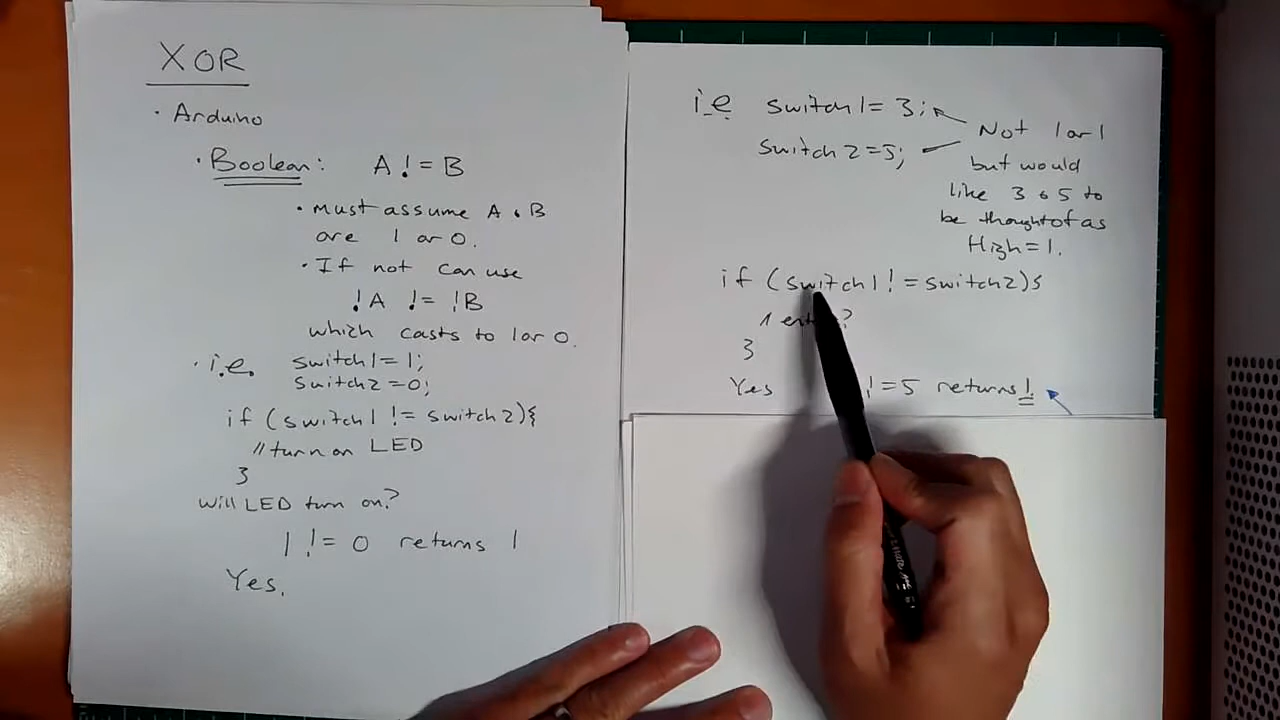 XOR
· Arduino
· Boolean: A != B
· Must assume A & B
are 1 or 0.
· If not can use
!A != !B
which casts to 1 or 0.
· i.e. switch1 = 1;
switch2 = 0;
if (switch1 != switch2){
// turn on LED
}
Will LED turn on?
1 != 0 returns 1
Yes.
i.e switch1 = 3;
switch2 = 5;
Not 1 or 1
but would
like 3 & 5 to
be thought of as
High = 1.
if (switch1 != switch2){
?
}
Yes != 5 returns 1